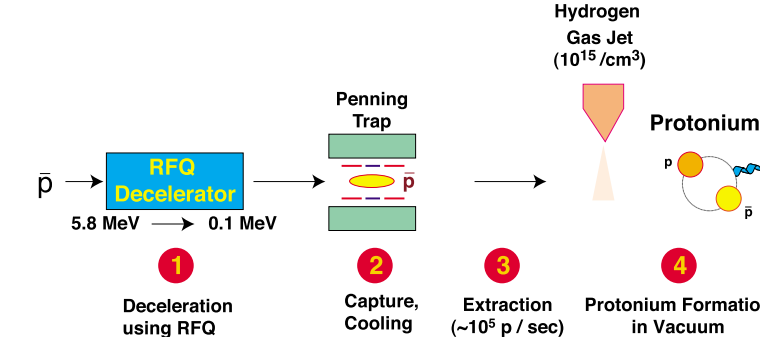 Hydrogen
Gas Jet
(10¹⁵ /cm³)
Penning
Trap
Protonium
RFQ
Decelerator
p̄
p̄
p
p̄
5.8 MeV
0.1 MeV
1
2
3
4
Deceleration
using RFQ
Capture,
Cooling
Extraction
(~10⁵ p / sec)
Protonium Formatio
in Vacuum